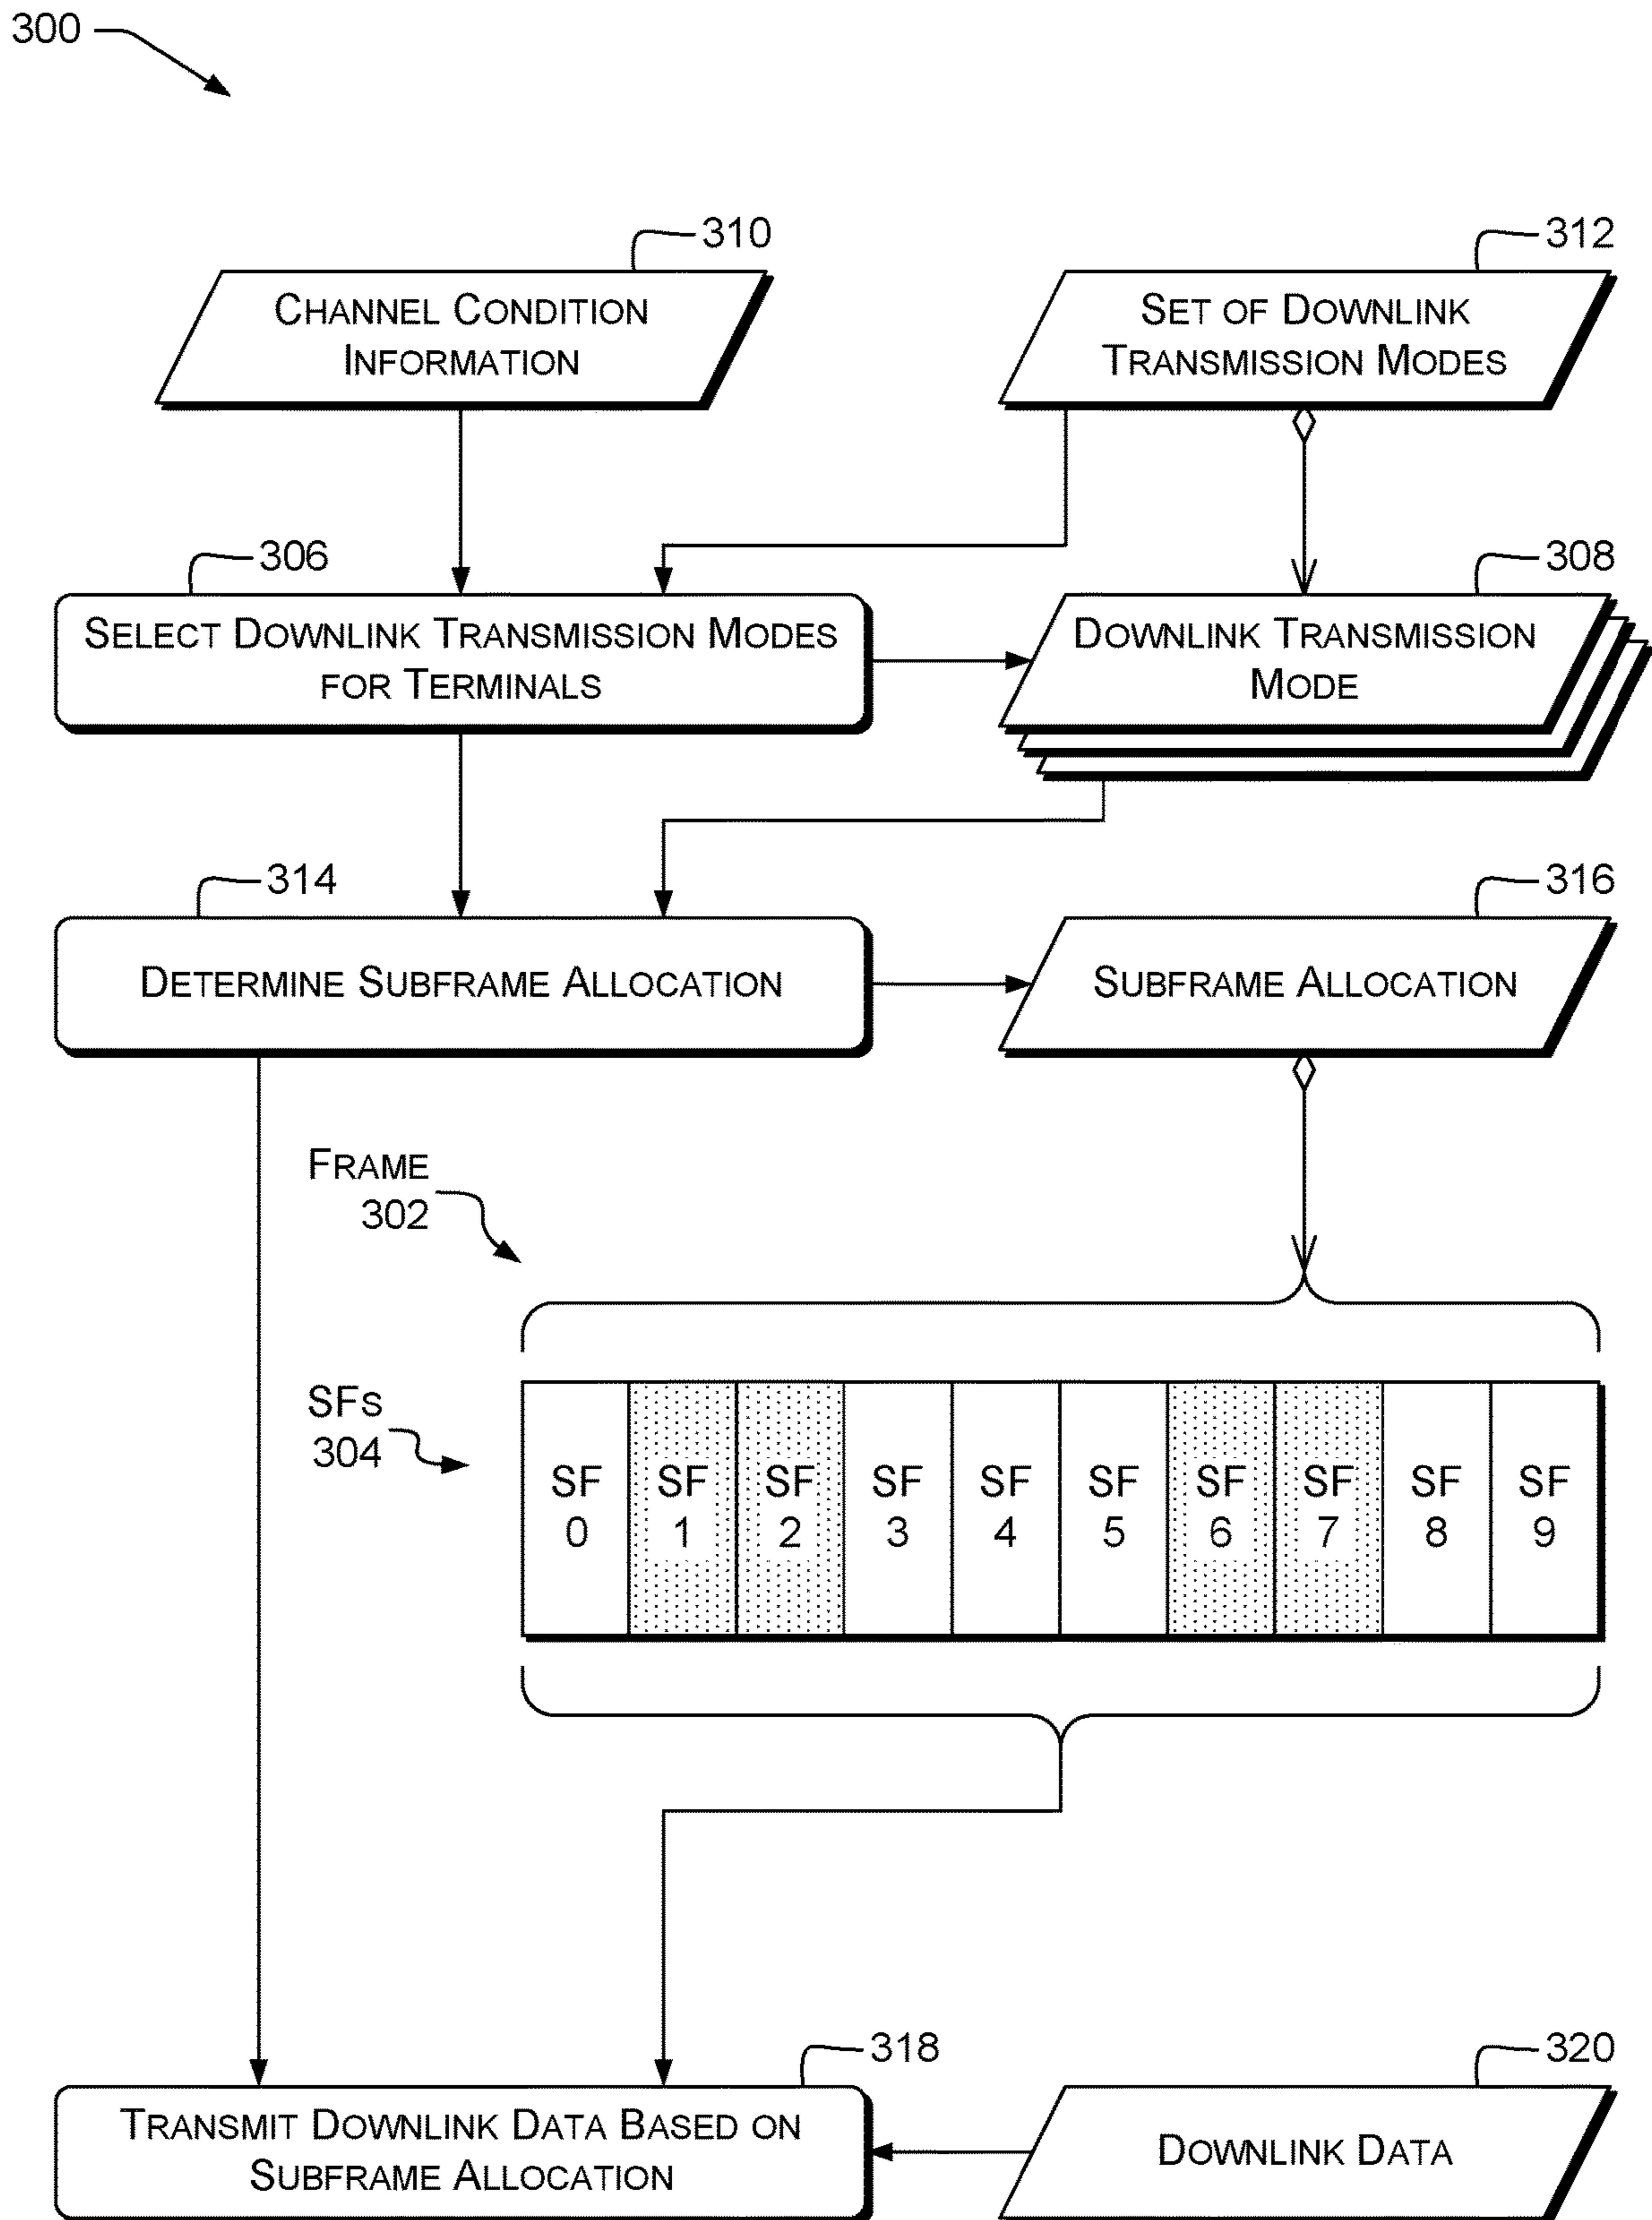 300
310
312
CHANNEL CONDITION
INFORMATION
SET OF DOWNLINK
TRANSMISSION MODES
306
308
SELECT DOWNLINK TRANSMISSION MODES
FOR TERMINALS
DOWNLINK TRANSMISSION
MODE
314
316
DETERMINE SUBFRAME ALLOCATION
SUBFRAME ALLOCATION
FRAME
302
SFS
304
SF 0
SF 1
SF 2
SF 3
SF 4
SF 5
SF 6
SF 7
SF 8
SF 9
318
320
TRANSMIT DOWNLINK DATA BASED ON
SUBFRAME ALLOCATION
DOWNLINK DATA